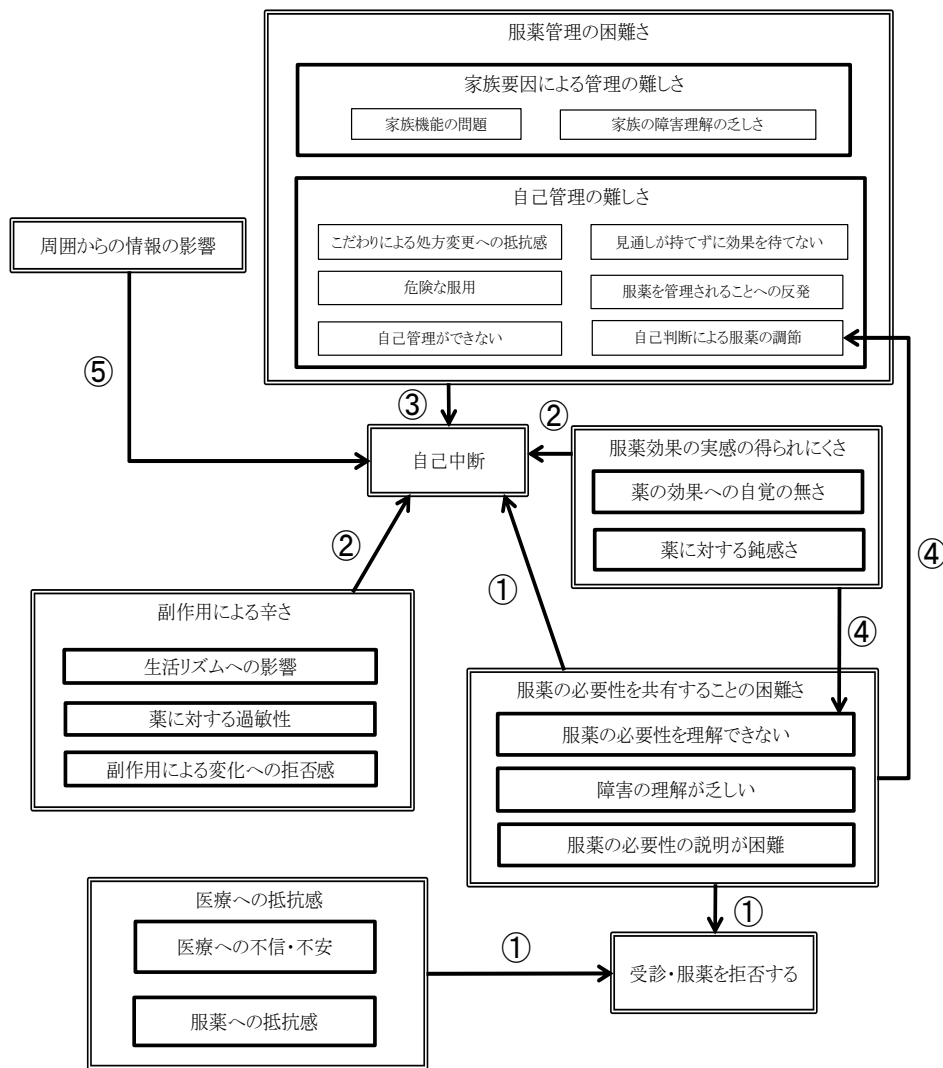 服薬管理の困難さ
家族要因による管理の難しさ
家族機能の問題
家族の障害理解の乏しさ
自己管理の難しさ
こだわりによる処方変更への抵抗感
見通しが持てずに効果を待てない
危険な服用
服薬を管理されることへの反発
自己管理ができない
自己判断による服薬の調節
周囲からの情報の影響
⑤
③
②
自己中断
服薬効果の実感の得られにくさ
薬の効果への自覚の無さ
薬に対する鈍感さ
②
①
④
④
副作用による辛さ
生活リズムへの影響
薬に対する過敏性
副作用による変化への拒否感
服薬の必要性を共有することの困難さ
服薬の必要性を理解できない
障害の理解が乏しい
服薬の必要性の説明が困難
医療への抵抗感
医療への不信・不安
服薬への抵抗感
①
①
受診・服薬を拒否する